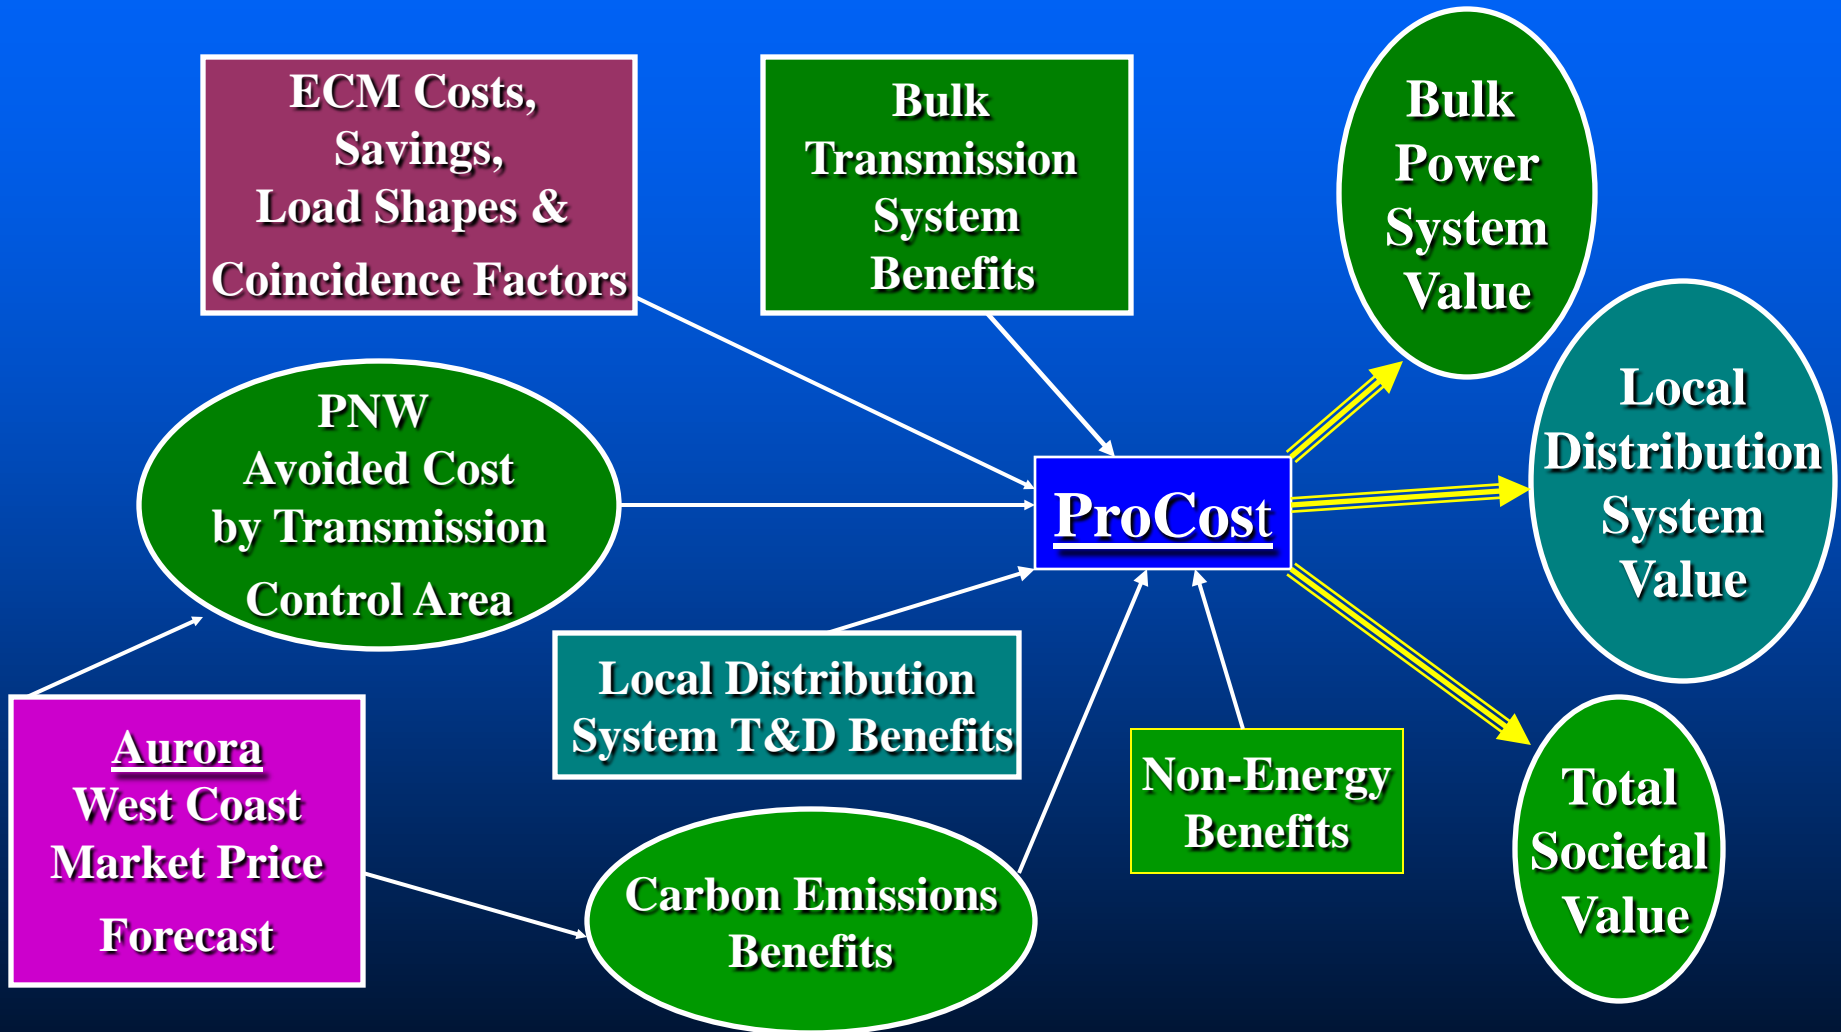 ECM Costs,
Savings,
Load Shapes &
Coincidence Factors
Bulk
Transmission
System
Benefits
Bulk
Power
System
Value
PNW
Avoided Cost
by Transmission
Control Area
ProCost
Local
Distribution
System
Value
Local Distribution
System T&D Benefits
Aurora
West Coast
Market Price
Forecast
Carbon Emissions
Benefits
Non-Energy
Benefits
Total
Societal
Value